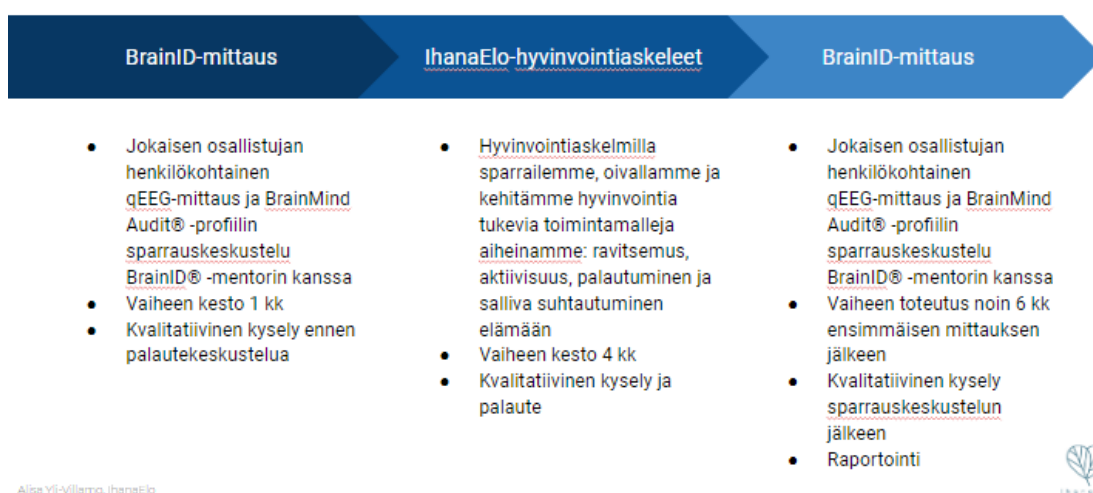 BrainID-mittaus
IhanaElo-hyvinvointiaskeleet
BrainID-mittaus
● Jokaisen osallistujan
henkilökohtainen
qEEG-mittaus ja BrainMind
Audit® -profiilin
sparrauskeskustelu
BrainID® -mentorin kanssa
● Vaiheen kesto 1 kk
● Kvalitatiivinen kysely ennen
palautekeskustelua
● Hyvinvointiaskelmilla
sparrailemme, oivallamme ja
kehitämme hyvinvointia
tukevia toimintamalleja
aiheinamme: ravitsemus,
aktiivisuus, palautuminen ja
salliva suhtautuminen
elämään
● Vaiheen kesto 4 kk
● Kvalitatiivinen kysely ja
palaute
● Jokaisen osallistujan
henkilökohtainen
qEEG-mittaus ja BrainMind
Audit® -profiilin
sparrauskeskustelu
BrainID® -mentorin kanssa
● Vaiheen toteutus noin 6 kk
ensimmäisen mittauksen
jälkeen
● Kvalitatiivinen kysely
sparrauskeskustelun
jälkeen
● Raportointi
Alisa Yli-Villamo, IhanaElo